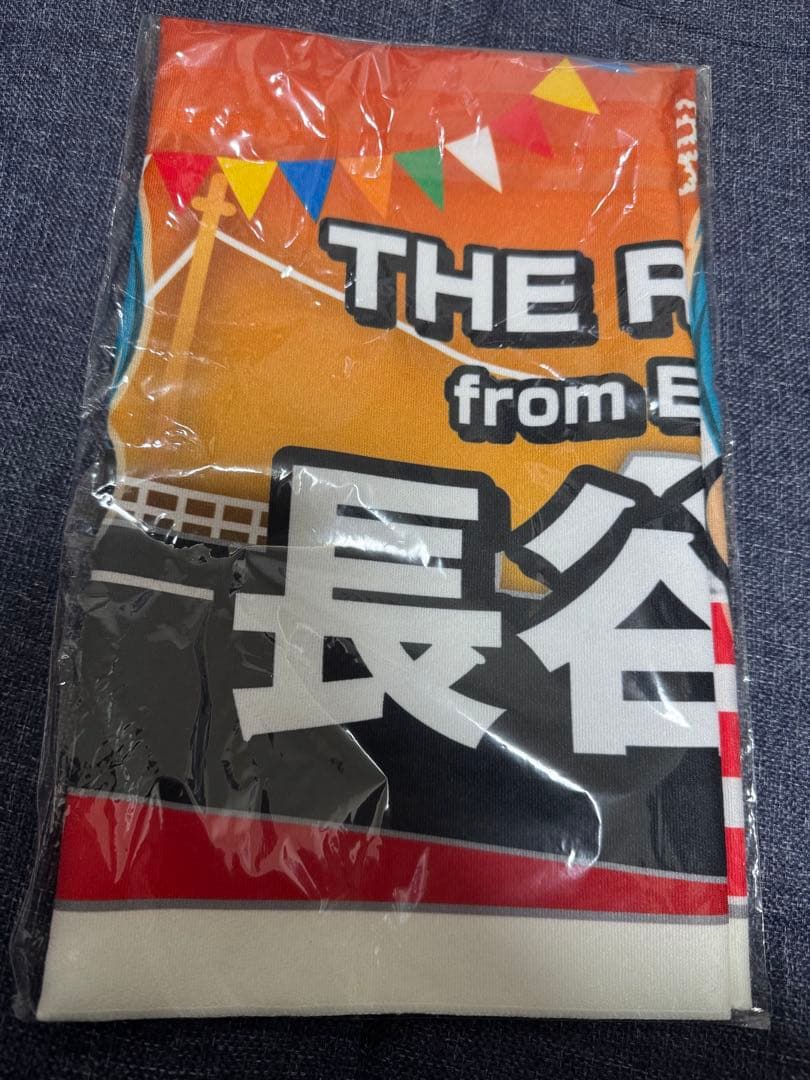 THE R
from E
長谷